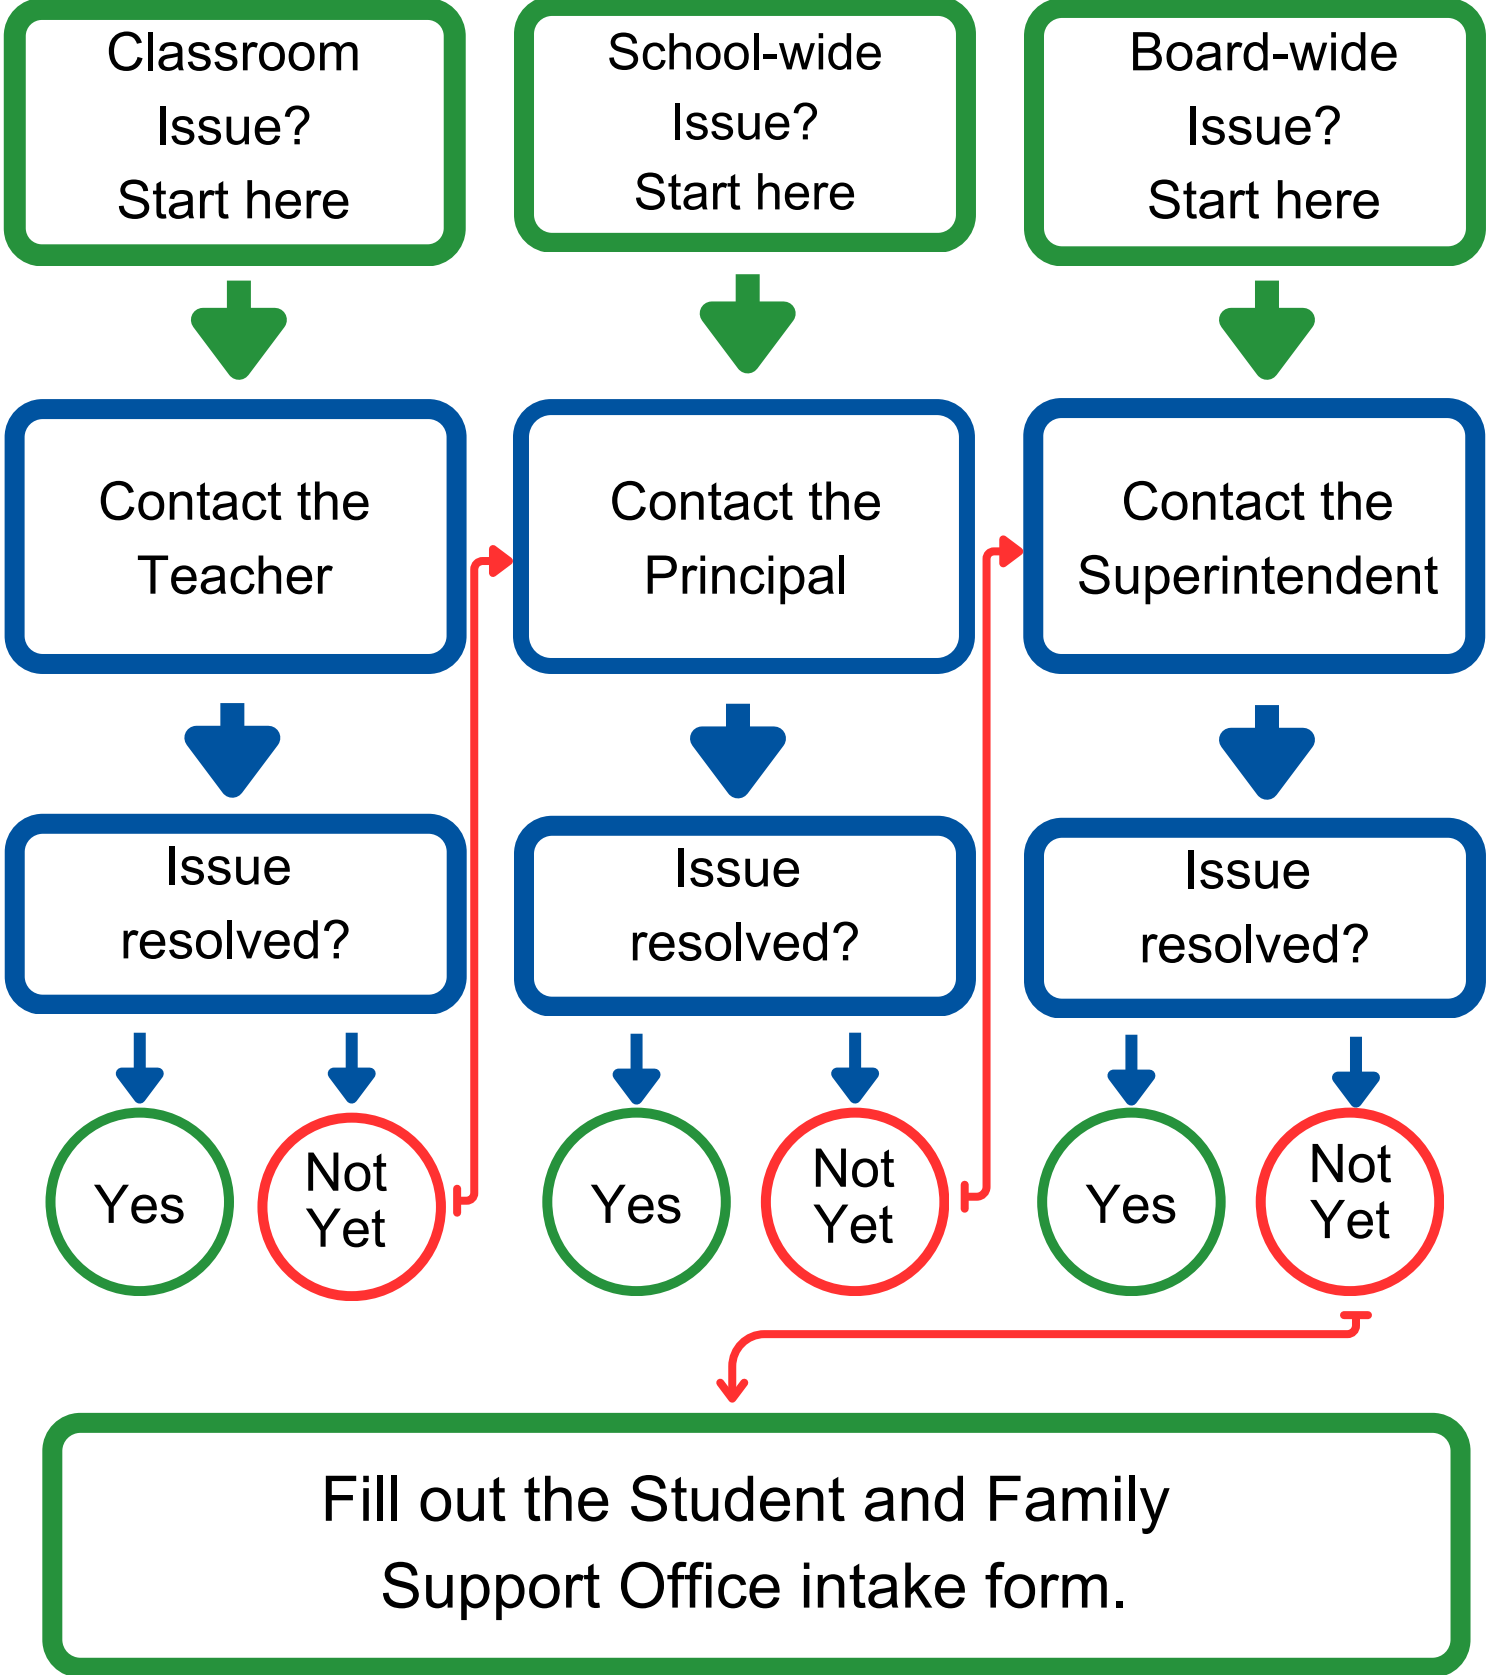 Classroom
Issue?
Start here
School-wide
Issue?
Start here
Board-wide
Issue?
Start here
Contact the
Teacher
Contact the
Principal
Contact the
Superintendent
Issue
resolved?
Issue
resolved?
Issue
resolved?
Yes
Not
Yet
Yes
Not
Yet
Yes
Not
Yet
Fill out the Student and Family
Support Office intake form.